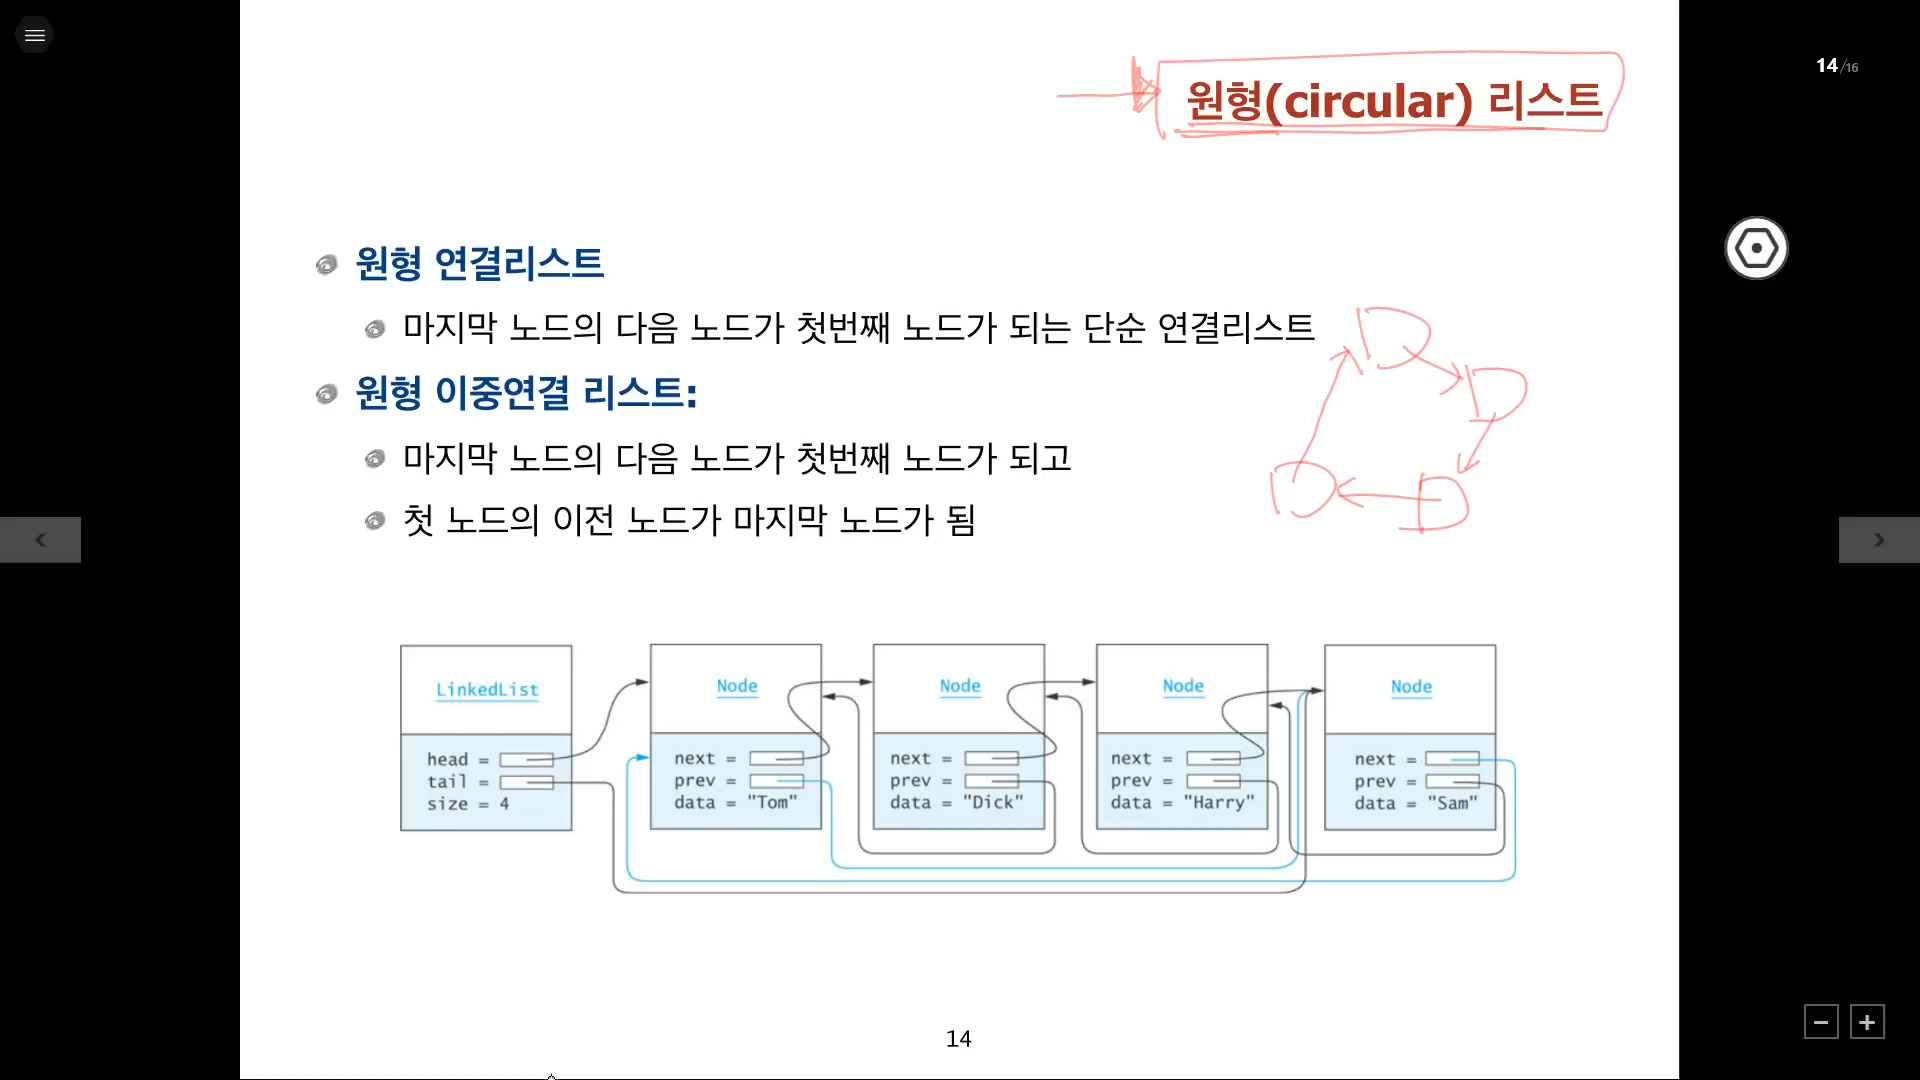 원형(circular) 리스트
14/16
원형 연결리스트
마지막 노드의 다음 노드가 첫번째 노드가 되는 단순 연결리스트
원형 이중연결 리스트:
마지막 노드의 다음 노드가 첫번째 노드가 되고
첫 노드의 이전 노드가 마지막 노드가 됨
LinkedList
head =
tail =
size = 4
Node
next =
prev =
data = "Tom"
Node
next =
prev =
data = "Dick"
Node
next =
prev =
data = "Harry"
Node
next =
prev =
data = "Sam"
14